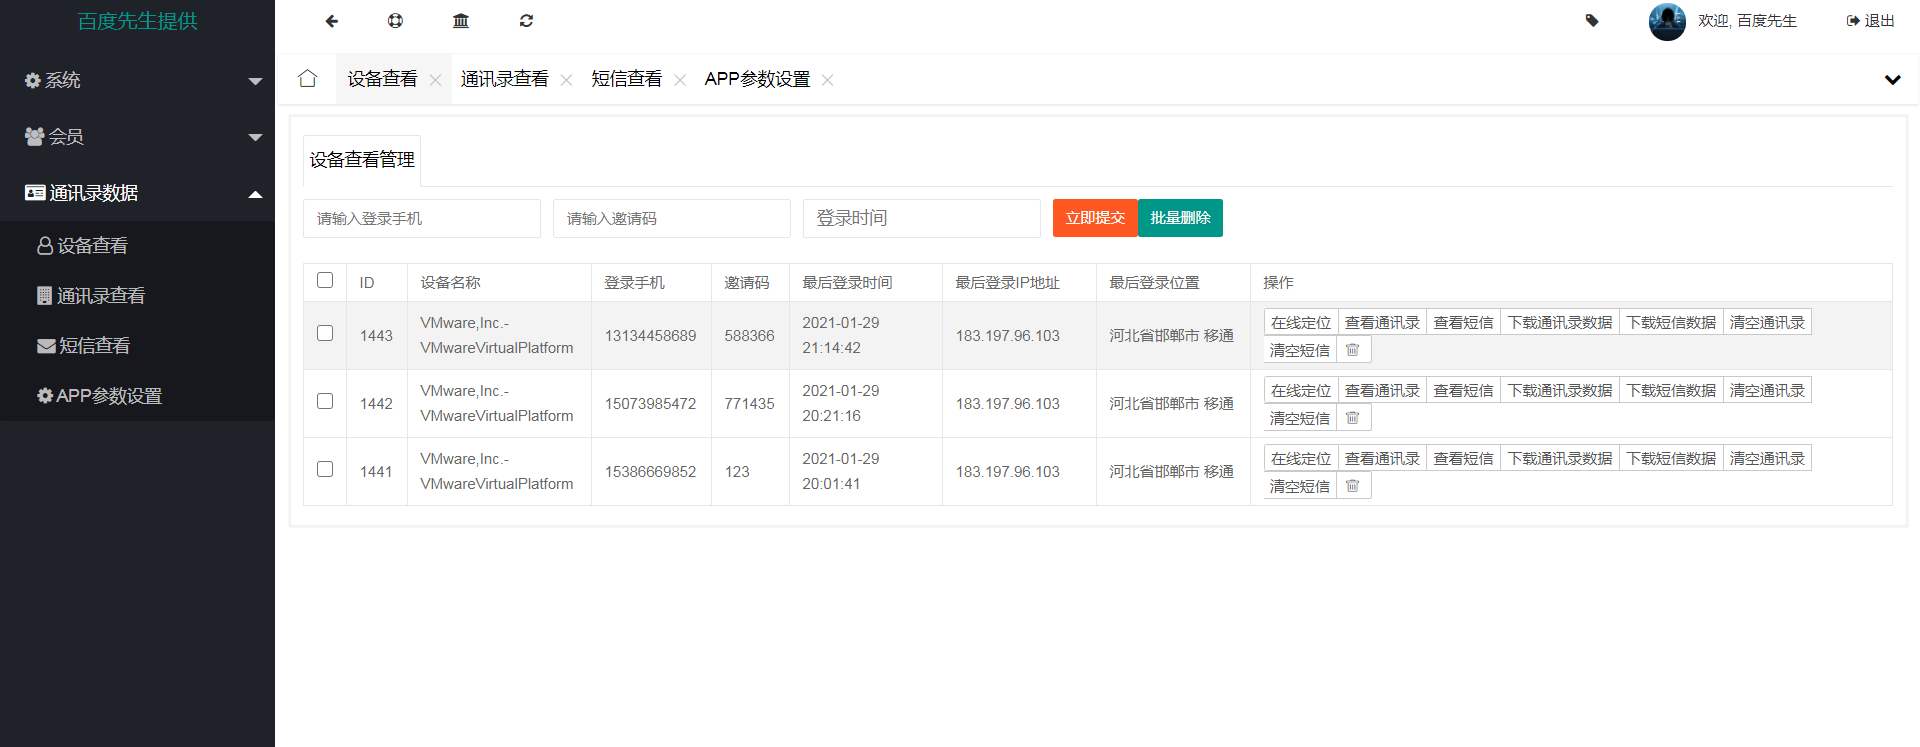 百度先生提供
欢迎, 百度先生
退出
系统
会员
通讯录数据
设备查看
通讯录查看
短信查看
APP参数设置
设备查看
通讯录查看
短信查看
APP参数设置
设备查看管理
请输入登录手机
请输入邀请码
登录时间
立即提交
批量删除
ID 设备名称 登录手机 邀请码 最后登录时间 最后登录IP地址 最后登录位置 操作
1443 VMware,Inc.-
VMwareVirtualPlatform
13134458689 588366 2021-01-29
21:14:42
183.197.96.103 河北省邯郸市 移通
在线定位 查看通讯录 查看短信 下载通讯录数据 下载短信数据 清空通讯录
清空短信
1442 VMware,Inc.-
VMwareVirtualPlatform
15073985472 771435 2021-01-29
20:21:16
183.197.96.103 河北省邯郸市 移通
在线定位 查看通讯录 查看短信 下载通讯录数据 下载短信数据 清空通讯录
清空短信
1441 VMware,Inc.-
VMwareVirtualPlatform
15386669852 123 2021-01-29
20:01:41
183.197.96.103 河北省邯郸市 移通
在线定位 查看通讯录 查看短信 下载通讯录数据 下载短信数据 清空通讯录
清空短信